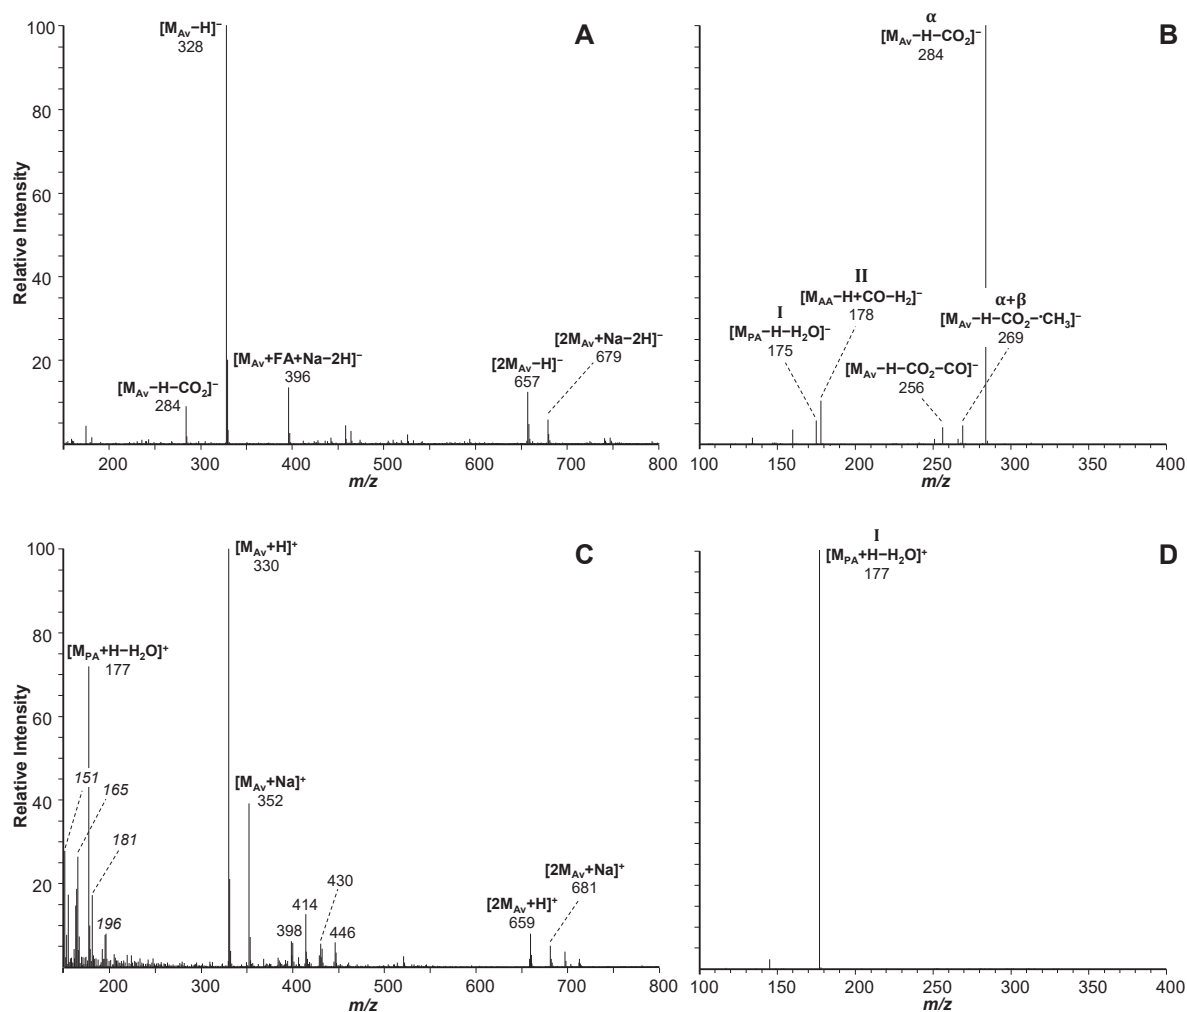 A
[M_Av−H]⁻
328
100
80
60
40
20
Relative Intensity
[M_Av−H−CO₂]⁻
284
[M_Av+FA+Na−2H]⁻
396
[2M_Av−H]⁻
657
[2M_Av+Na−2H]⁻
679
200 300 400 500 600 700 800
m/z
B
α
[M_Av−H−CO₂]⁻
284
II
[M_AA−H+CO−H₂]⁻
178
I
[M_PA−H−H₂O]⁻
175
α+β
[M_Av−H−CO₂−·CH₃]⁻
269
[M_Av−H−CO₂−CO]⁻
256
100 150 200 250 300 350 400
m/z
C
[M_Av+H]⁺
330
100
80
60
40
20
Relative Intensity
[M_PA+H−H₂O]⁺
177
151
165
181
196
[M_Av+Na]⁺
352
398
414
430
446
[2M_Av+H]⁺
659
[2M_Av+Na]⁺
681
200 300 400 500 600 700 800
m/z
D
I
[M_PA+H−H₂O]⁺
177
100 150 200 250 300 350 400
m/z